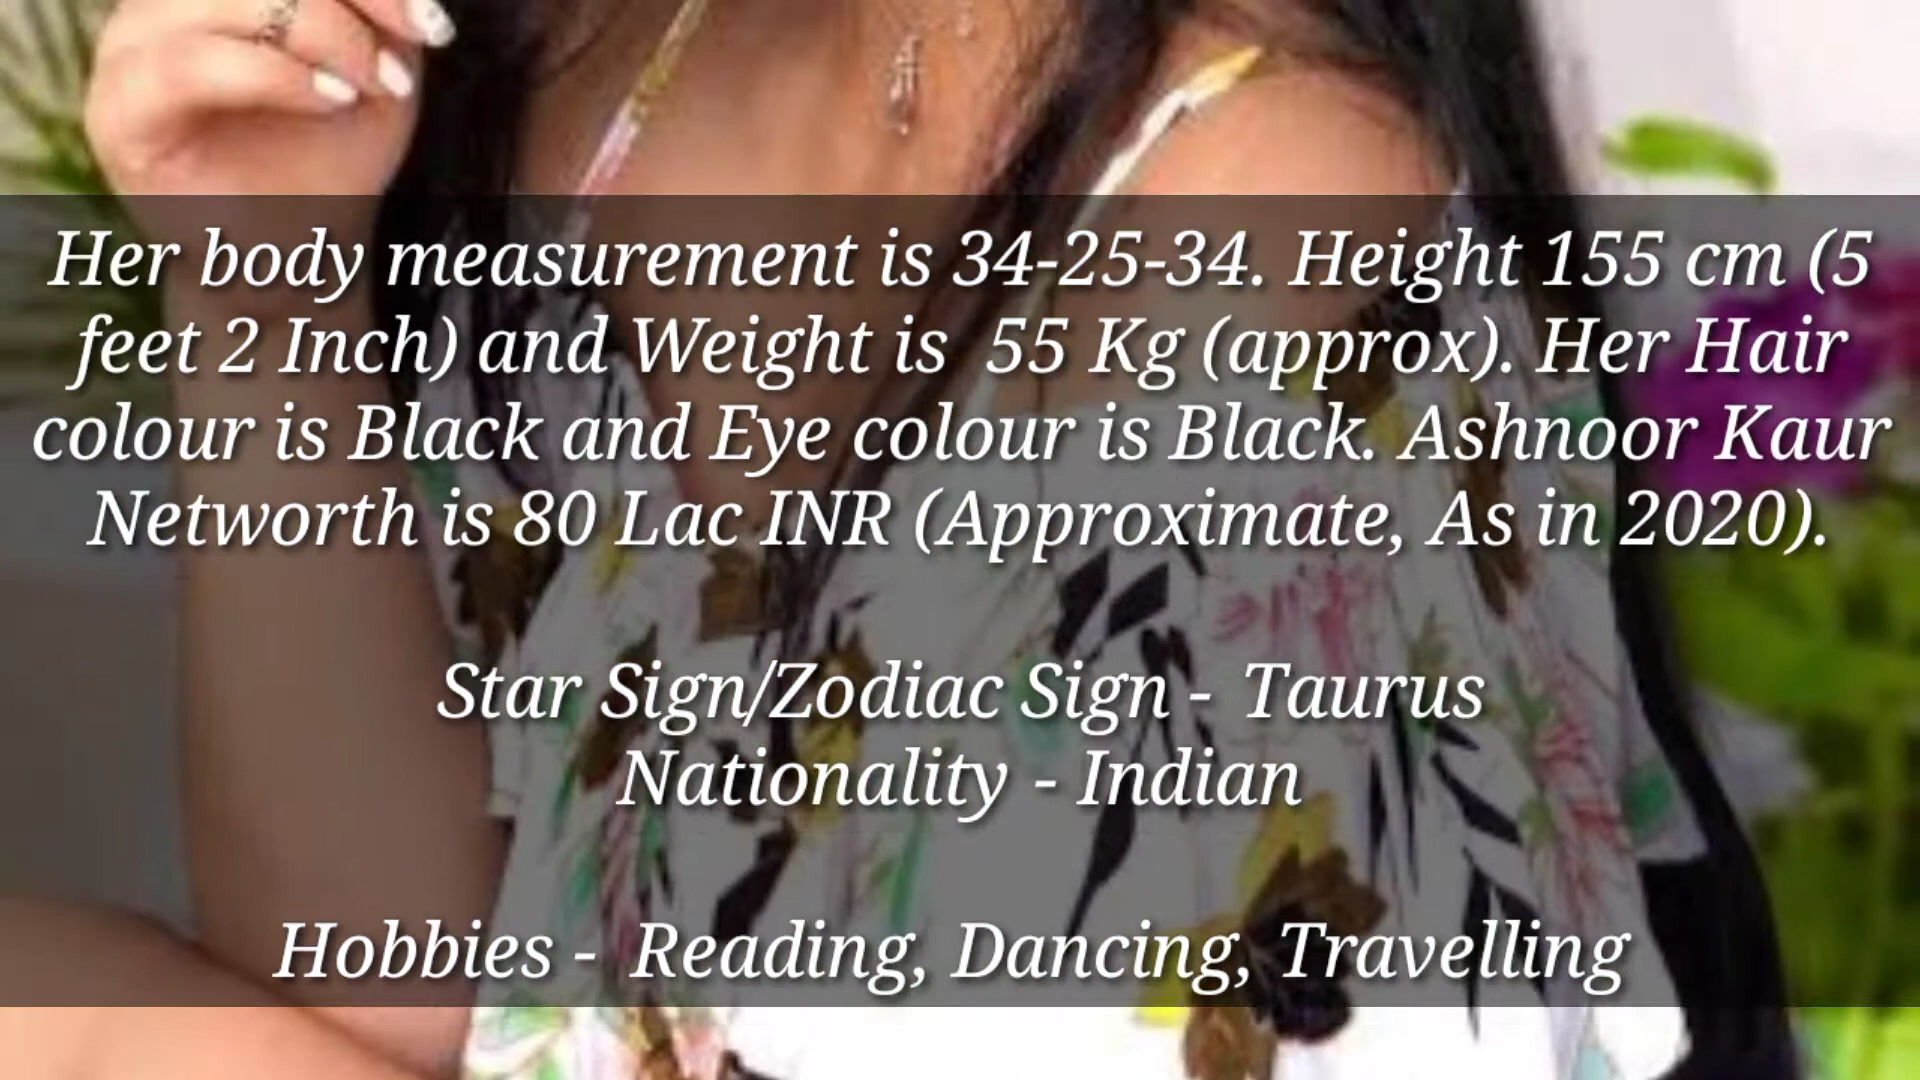 Her body measurement is 34-25-34. Height 155 cm (5
feet 2 Inch) and Weight is  55 Kg (approx). Her Hair
colour is Black and Eye colour is Black. Ashnoor Kaur
Networth is 80 Lac INR (Approximate, As in 2020).
Star Sign/Zodiac Sign -  Taurus
Nationality - Indian
Hobbies -  Reading, Dancing, Travelling